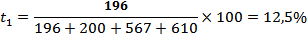 t₁ = 196 / (196 + 200 + 567 + 610) × 100 = 12,5%